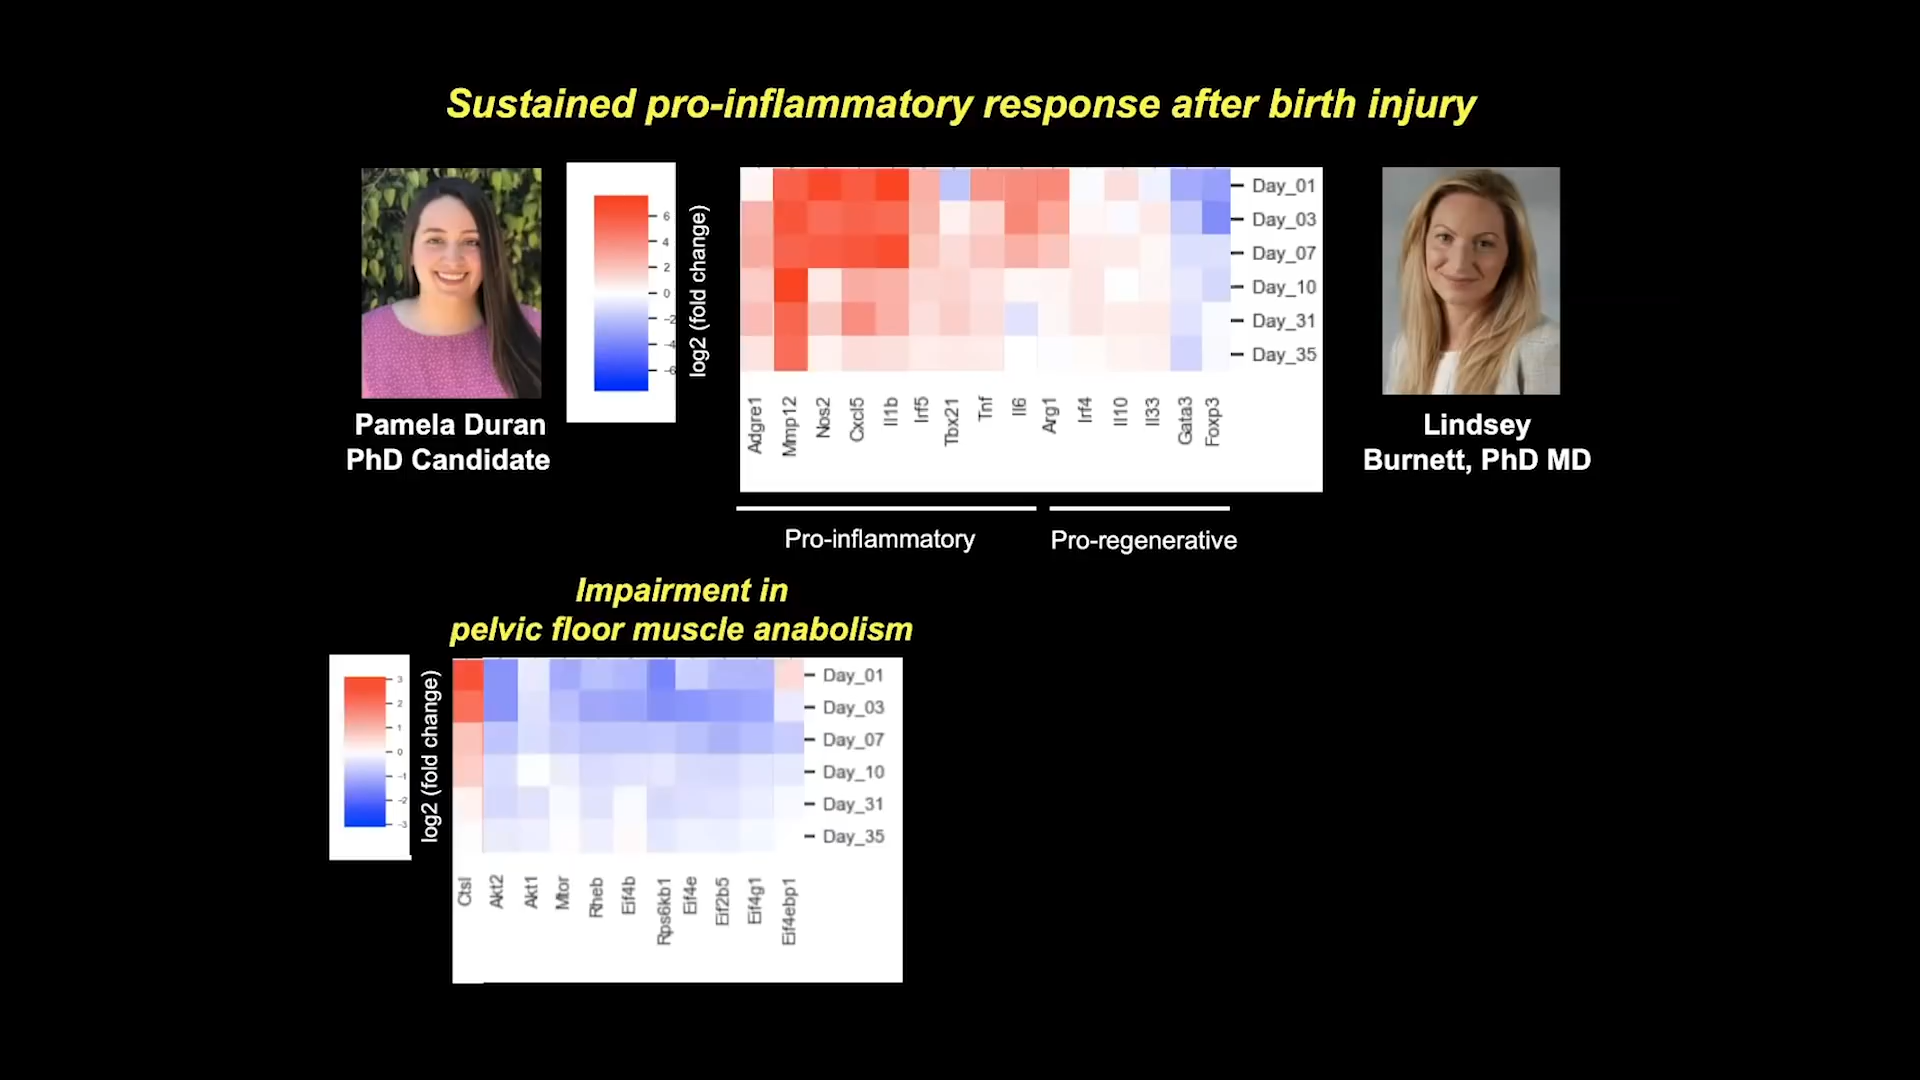 Sustained pro-inflammatory response after birth injury
Pamela Duran
PhD Candidate
6
4
2
0
-2
-4
-6
log2 (fold change)
Day_01
Day_03
Day_07
Day_10
Day_31
Day_35
Adgre1
Mmp12
Nos2
Cxcl5
Il1b
Irf5
Tbx21
Tnf
Il6
Arg1
Irf4
Il10
Il33
Gata3
Foxp3
Lindsey
Burnett, PhD MD
Pro-inflammatory
Pro-regenerative
Impairment in
pelvic floor muscle anabolism
3
2
1
0
-1
-2
-3
log2 (fold change)
Day_01
Day_03
Day_07
Day_10
Day_31
Day_35
Ctsl
Akt2
Akt1
Mtor
Rheb
Eif4b
Rps6kb1
Eif4e
Eif2b5
Eif4g1
Eif4ebp1